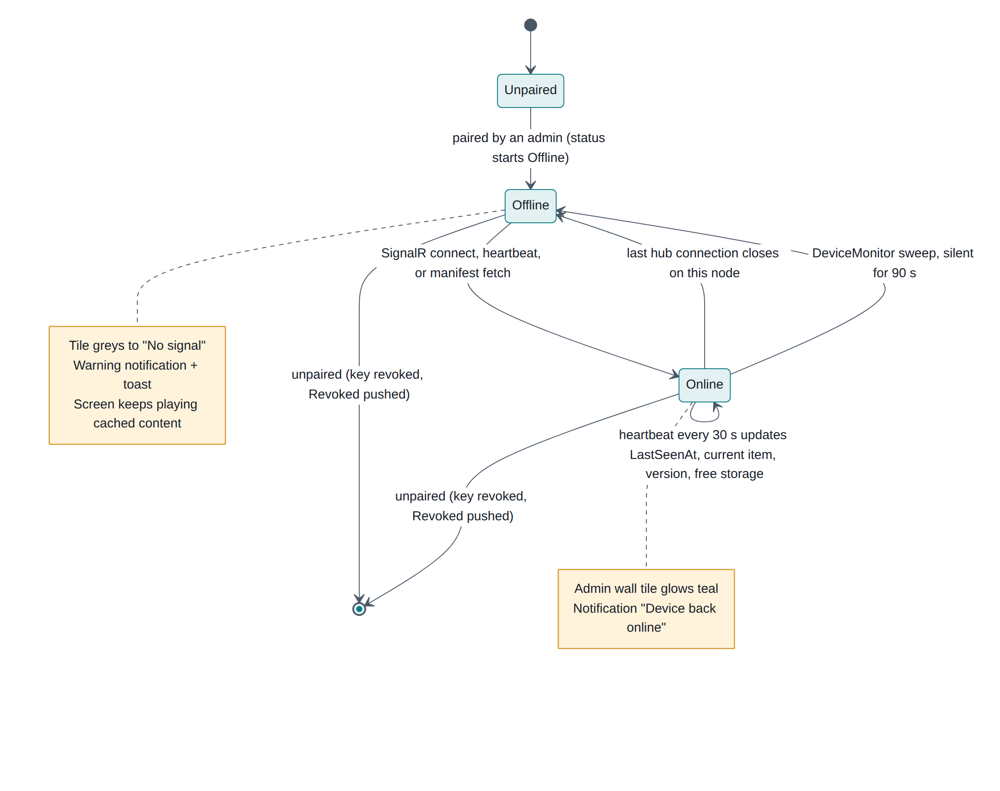 Unpaired
paired by an admin (status
starts Offline)
Offline
SignalR connect, heartbeat,
or manifest fetch
last hub connection closes
on this node
DeviceMonitor sweep, silent
for 90 s
Tile greys to "No signal"
Warning notification +
toast
Screen keeps playing
cached content
unpaired (key revoked,
Revoked pushed)
Online
heartbeat every 30 s updates
LastSeenAt, current item,
version, free storage
unpaired (key revoked,
Revoked pushed)
Admin wall tile glows teal
Notification "Device back
online"